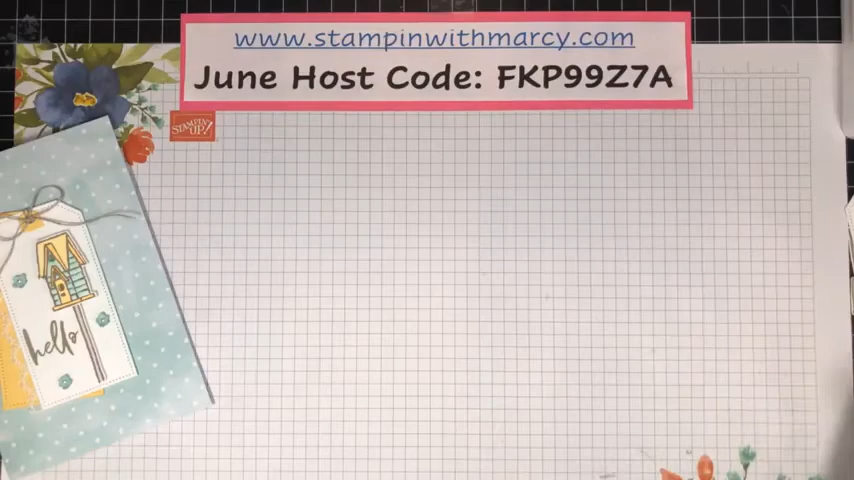 www.stampinwithmarcy.com
June Host Code: FKP99Z7A
STAMPIN' UP!
hello